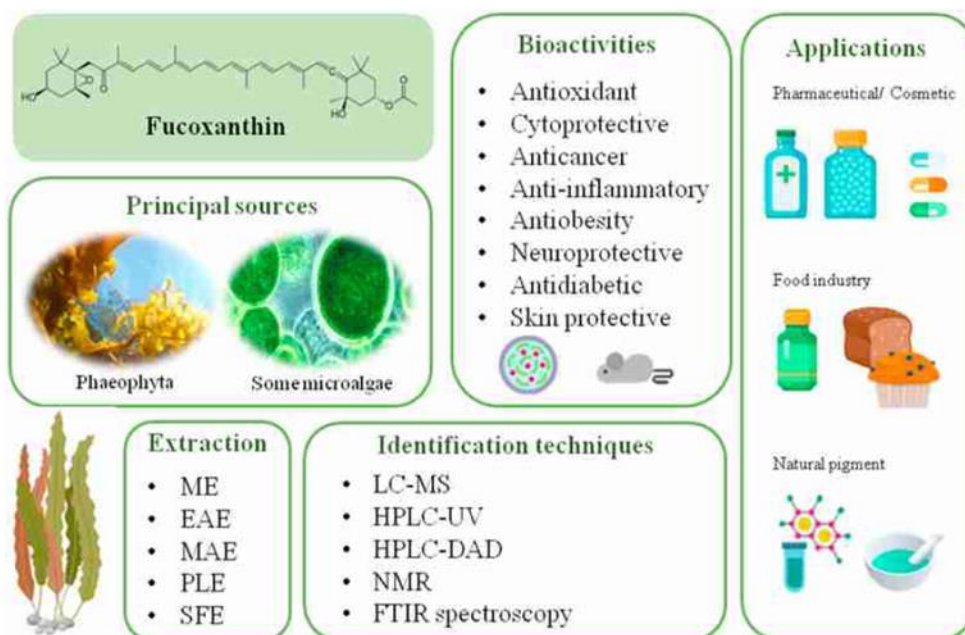 HO
O
O
HO
O
O
Fucoxanthin
Principal sources
Phaeophyta
Some microalgae
Bioactivities
• Antioxidant
• Cytoprotective
• Anticancer
• Anti-inflammatory
• Antiobesity
• Neuroprotective
• Antidiabetic
• Skin protective
Applications
Pharmaceutical/ Cosmetic
Food industry
Natural pigment
Extraction
• ME
• EAE
• MAE
• PLE
• SFE
Identification techniques
• LC-MS
• HPLC-UV
• HPLC-DAD
• NMR
• FTIR spectroscopy